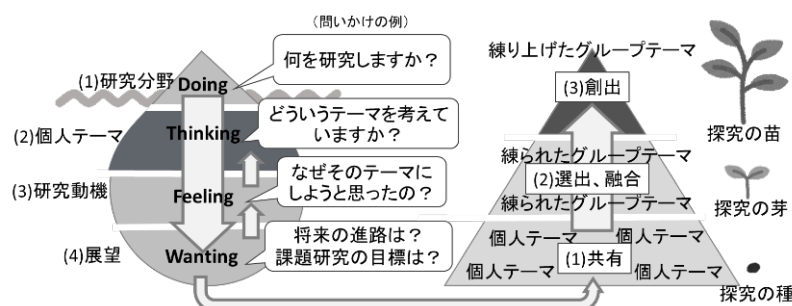 （問いかけの例）
何を研究しますか？
(1)研究分野
Doing
どういうテーマを考えて
いますか？
(2)個人テーマ
Thinking
なぜそのテーマに
しようと思ったの？
(3)研究動機
Feeling
将来の進路は？
課題研究の目標は？
(4)展望
Wanting
練り上げたグループテーマ
(3)創出
練られたグループテーマ
(2)選出、融合
練られたグループテーマ
個人テーマ
個人テーマ
(1)共有
個人テーマ
個人テーマ
探究の苗
探究の芽
探究の種